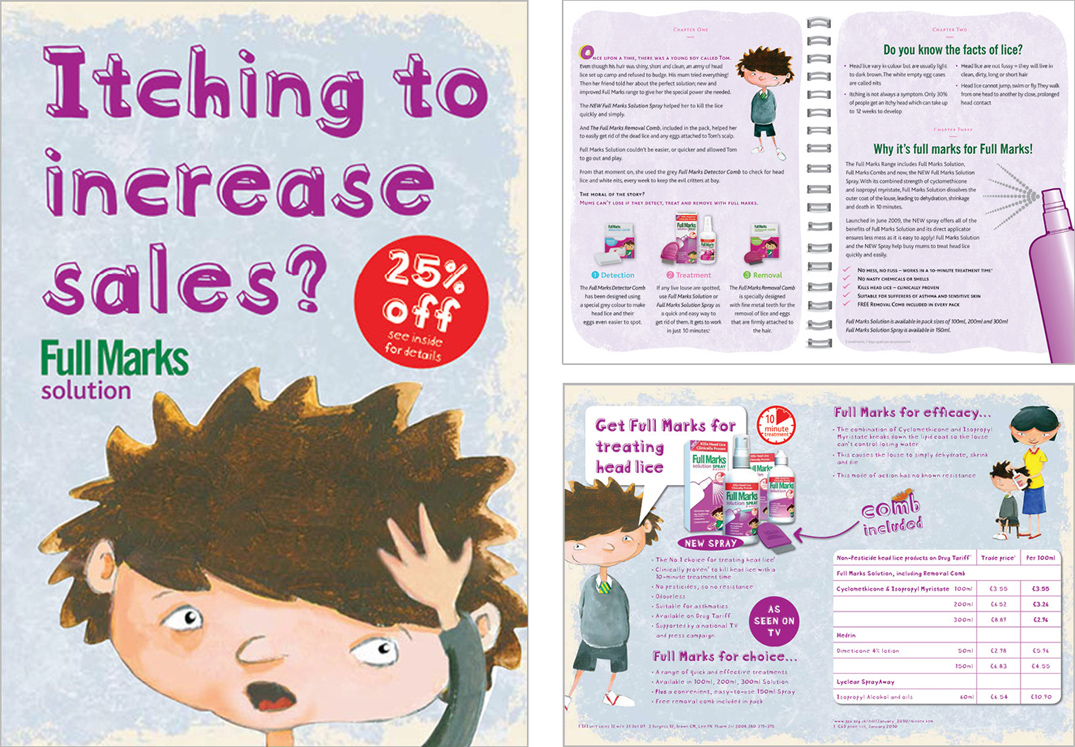 Itching to
increase
sales?
25%
off
see inside
for details
Full Marks
solution
CHAPTER ONE
ONCE UPON A TIME, THERE WAS A YOUNG BOY CALLED TOM.
Even though his hair was shiny, short and clean, an army of head
lice set up camp and refused to budge. His mum tried everything!
Then her friend told her about the perfect solution; new and
improved Full Marks range to give her the special power she needed.
The NEW Full Marks Solution Spray helped her to kill the lice
quickly.
And The Full Marks Removal Comb, included in the pack, helped her
to easily get rid of the dead lice and any eggs attached to Tom's scalp.
Full Marks Solution couldn't be easier, or quicker and allowed Tom
to go out and play.
From that moment on, she used the grey Full Marks Detector Comb to check for head
lice and white nits, every week to keep the evil critters at bay.
THE MORAL OF THE STORY?
MUMS CAN'T LOSE IF THEY DETECT, TREAT AND REMOVE WITH FULL MARKS.
1 Detection
The Full Marks Detector Comb
has been designed using
a special grey colour to make
head lice and their
eggs even easier to spot.
2 Treatment
If any live louse are spotted,
use Full Marks Solution or
Full Marks Solution Spray as
a quick and easy way to
get rid of them. It gets to work
in just 10 minutes!
3 Removal
The Full Marks Removal Comb
is specially designed
with fine metal teeth for the
removal of lice and eggs
that are firmly attached to
the hair.
CHAPTER TWO
Do you know the facts of lice?
• Head lice vary in colour but are usually light
to dark brown. The white empty egg cases
are called nits
• Itching is not always a symptom. Only 30%
of people get an itchy head which can take up
to 12 weeks to develop
• Head lice are not fussy – they will live in
clean, dirty, long or short hair
• Head lice cannot jump, swim or fly. They walk
from one head to another by close, prolonged
head contact
CHAPTER THREE
Why it's full marks for Full Marks!
The Full Marks Range includes Full Marks Solution,
Full Marks Combs and now, the NEW Full Marks Solution
Spray. With its combined strength of cyclomethicone
and isopropyl myristate, Full Marks Solution dissolves the
outer coat of the louse, leading to dehydration, shrinkage
and death in 10 minutes.
Launched in June 2009, the NEW spray offers all of the
benefits of Full Marks Solution and its direct applicator
ensures less mess as it is easy to apply! Full Marks Solution
and the NEW Spray help busy mums to treat head lice
quickly and easily.
NO MESS, NO FUSS – WORKS IN A 10-MINUTE TREATMENT TIME
NO NASTY CHEMICALS OR SMELLS
KILLS HEAD LICE – CLINICALLY PROVEN
SUITABLE FOR SUFFERERS OF ASTHMA AND SENSITIVE SKIN
FREE REMOVAL COMB INCLUDED IN EVERY PACK
Full Marks Solution is available in pack sizes of 100ml, 200ml and 300ml
Full Marks Solution Spray is available in 150ml.
Get Full Marks for
treating
head lice
10
minute
treatment
Full Marks
solution SPRAY
NEW SPRAY
• The No 1 choice for treating head lice
• Clinically proven to kill head lice with a
10-minute treatment time
• No pesticides, so no resistance
• Odourless
• Suitable for asthmatics
• Available on Drug Tariff
• Supported by a national TV
and press campaign
AS
SEEN ON
TV
Full Marks for choice...
• A range of quick and effective treatments
• Available in 100ml, 200ml, 300ml Solution
• Plus a convenient, easy-to-use 150ml Spray
• Free removal comb included in pack
Full Marks for efficacy...
• The combination of Cyclomethicone and Isopropyl
Myristate breaks down the lipid coat so the louse
can't control losing water
• This causes the louse to simply dehydrate, shrink
and die
• This mode of action has no known resistance
comb
included
Non-Pesticide head lice products on Drug Tariff Trade price Per 100ml
Full Marks Solution, including Removal Comb
Cyclomethicone & Isopropyl Myristate 100ml £3.55 £3.55
200ml £6.52 £3.26
300ml £8.87 £2.96
Hedrin
Dimeticone 4% lotion 50ml £2.78 £5.76
150ml £6.83 £4.55
Lyclear SprayAway
Isopropyl Alcohol and oils 60ml £6.54 £10.90